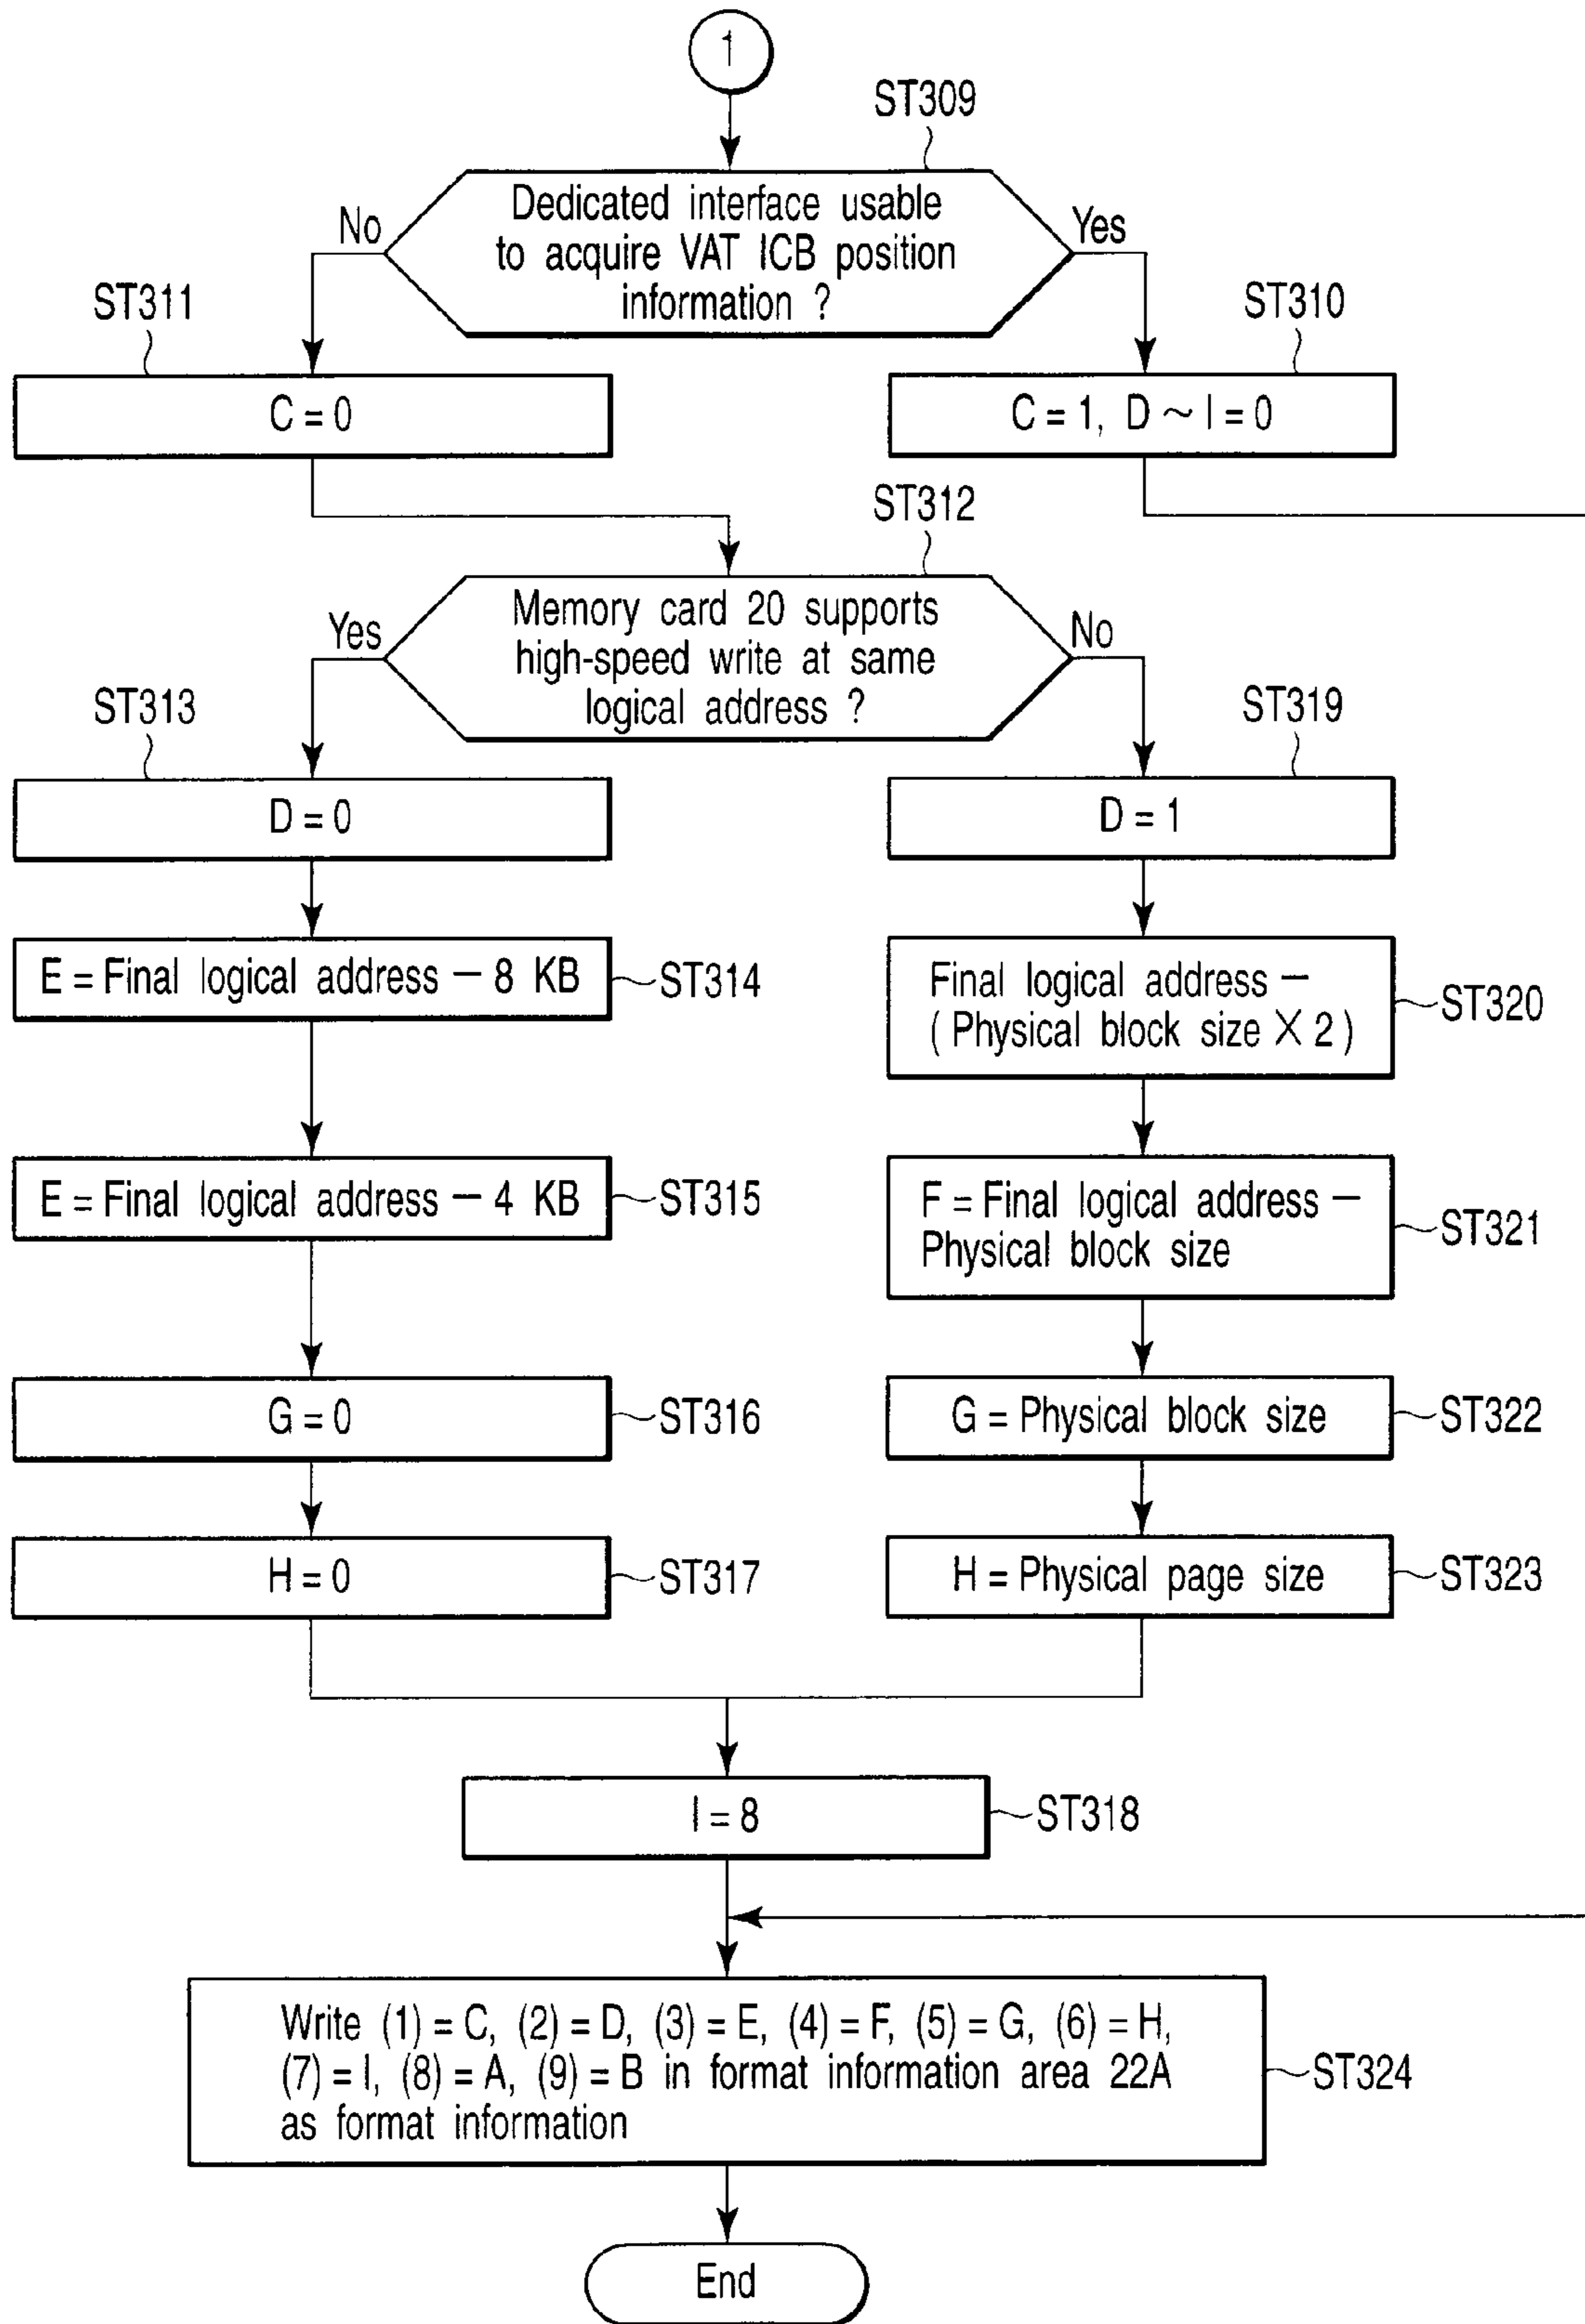 1
ST309
Dedicated interface usable
to acquire VAT ICB position
information ?
No
Yes
ST311
ST310
C = 0
C = 1, D ~ I = 0
ST312
Memory card 20 supports
high-speed write at same
logical address ?
Yes
No
ST313
ST319
D = 0
D = 1
E = Final logical address — 8 KB
ST314
Final logical address —
( Physical block size X 2 )
ST320
E = Final logical address — 4 KB
ST315
F = Final logical address —
Physical block size
ST321
G = 0
ST316
G = Physical block size
ST322
H = 0
ST317
H = Physical page size
ST323
I = 8
ST318
Write (1) = C, (2) = D, (3) = E, (4) = F, (5) = G, (6) = H,
(7) = I, (8) = A, (9) = B in format information area 22A
as format information
ST324
End